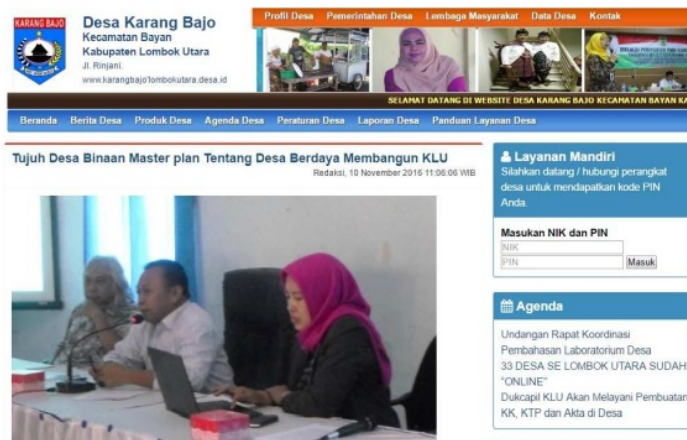 KARANG BAJO
Desa Karang Bajo
Kecamatan Bayan
Kabupaten Lombok Utara
Jl. Rinjani.
www.karangbajo'lombokutara.desa.id
Profil Desa Pemerintahan Desa Lembaga Masyarakat Data Desa Kontak
SELAMAT DATANG DI WEBSITE DESA KARANG BAJO KECAMATAN BAYAN KA
Beranda Berita Desa Produk Desa Agenda Desa Peraturan Desa Laporan Desa Panduan Layanan Desa
Tujuh Desa Binaan Master plan Tentang Desa Berdaya Membangun KLU
Redaksi, 10 November 2016 11:06:06 WIB
Layanan Mandiri
Silahkan datang / hubungi perangkat
desa untuk mendapatkan kode PIN
Anda.
Masukan NIK dan PIN
NIK
PIN Masuk
Agenda
Undangan Rapat Koordinasi
Pembahasan Laboratorium Desa
33 DESA SE LOMBOK UTARA SUDAH
"ONLINE"
Dukcapil KLU Akan Melayani Pembuatan
KK, KTP dan Akta di Desa